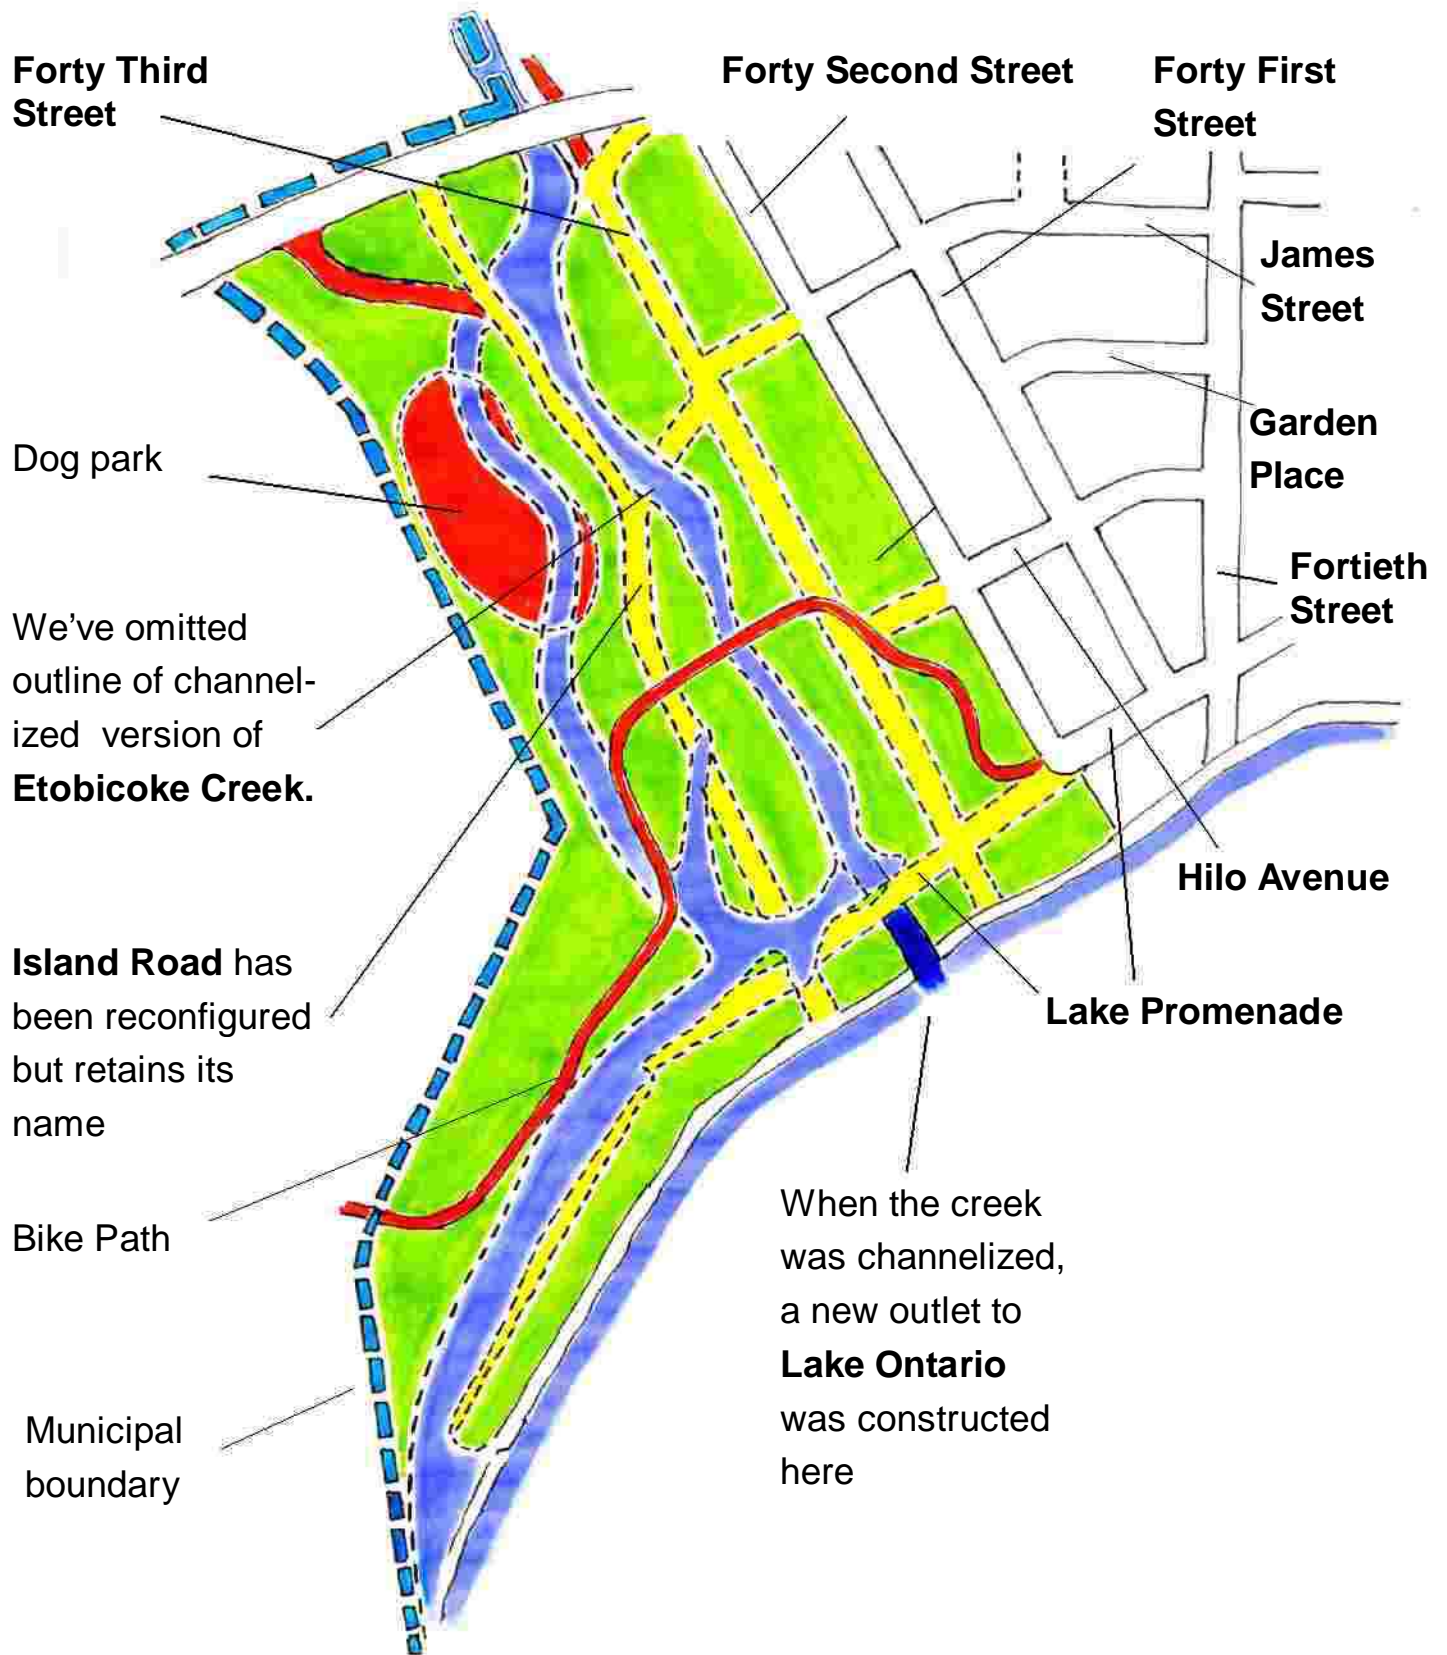 Forty Third
Street
Forty Second Street
Forty First
Street
James
Street
Garden
Place
Dog park
Fortieth
Street
We've omitted
outline of channel-
ized version of
Etobicoke Creek.
Hilo Avenue
Island Road has
been reconfigured
but retains its
name
Lake Promenade
Bike Path
When the creek
was channelized,
a new outlet to
Lake Ontario
was constructed
here
Municipal
boundary